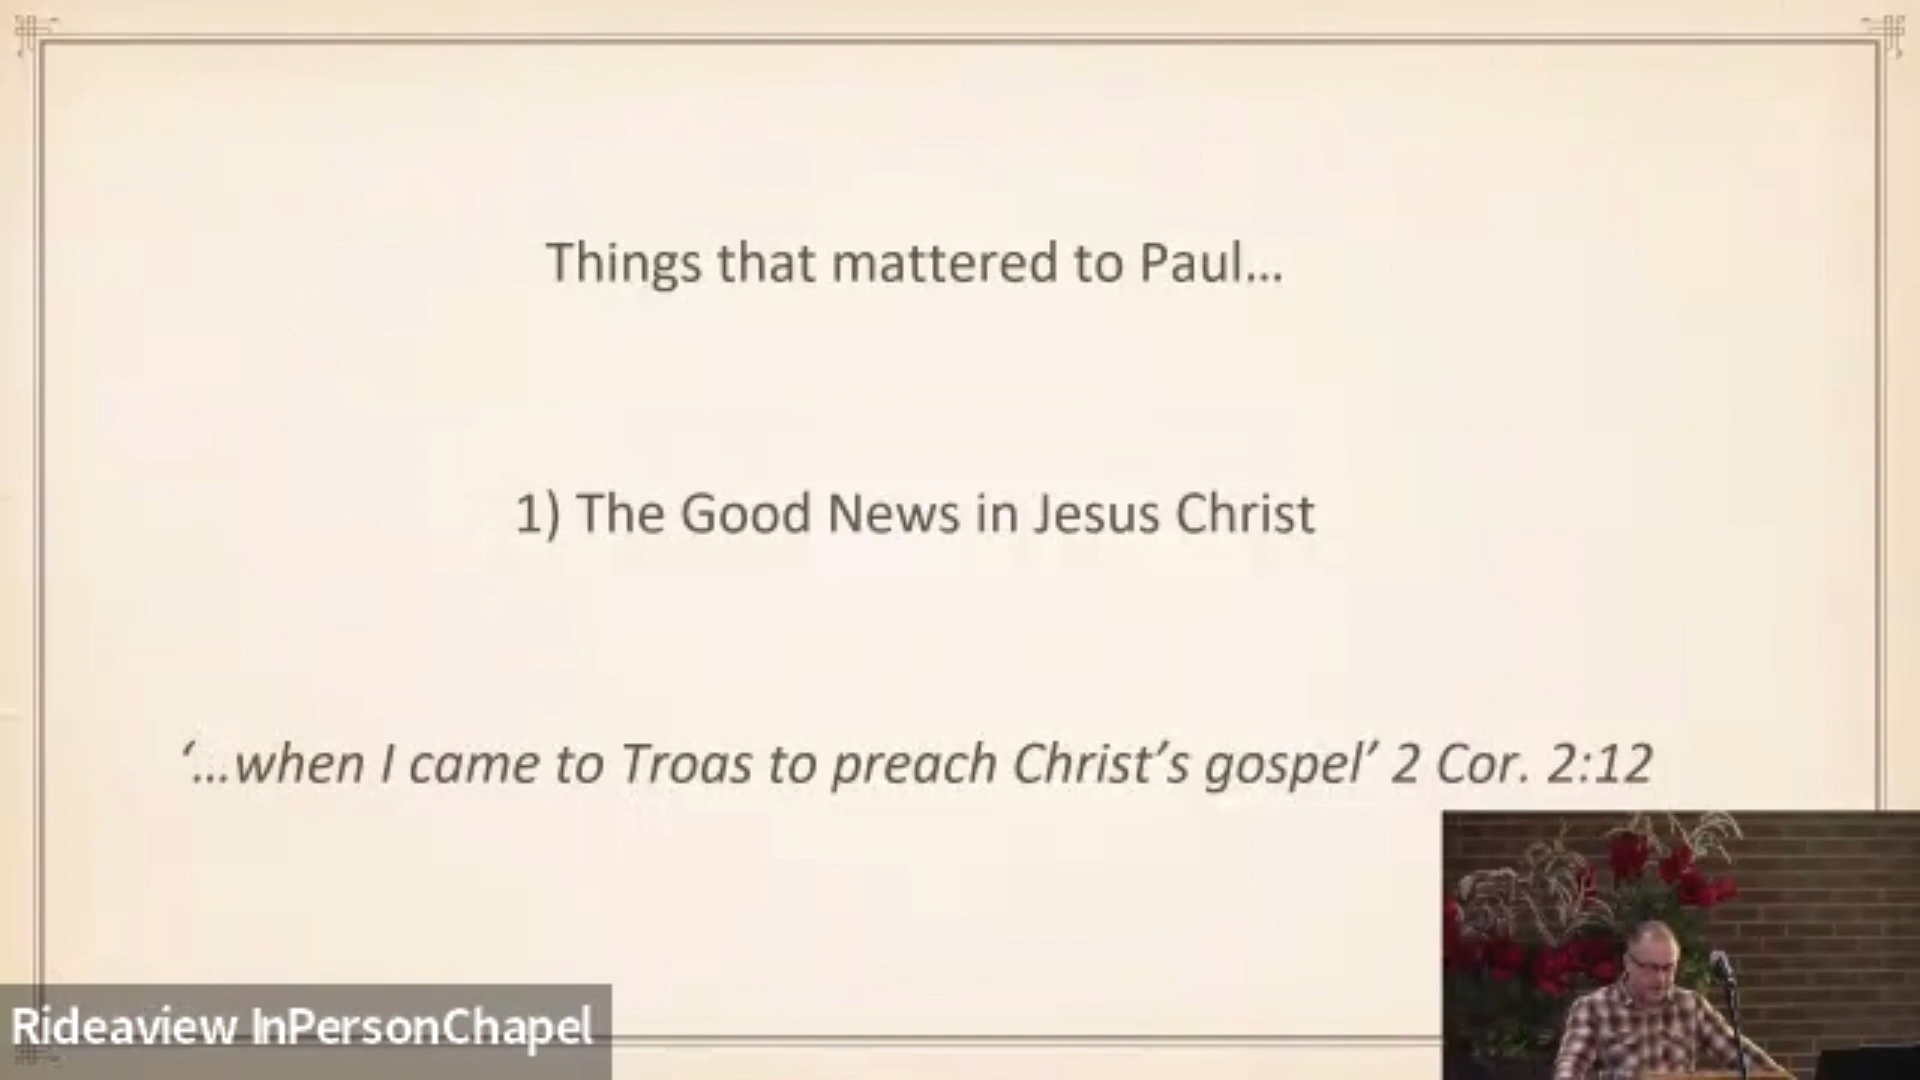 Things that mattered to Paul...
1) The Good News in Jesus Christ
‘...when I came to Troas to preach Christ’s gospel’ 2 Cor. 2:12
Rideaview InPersonChapel